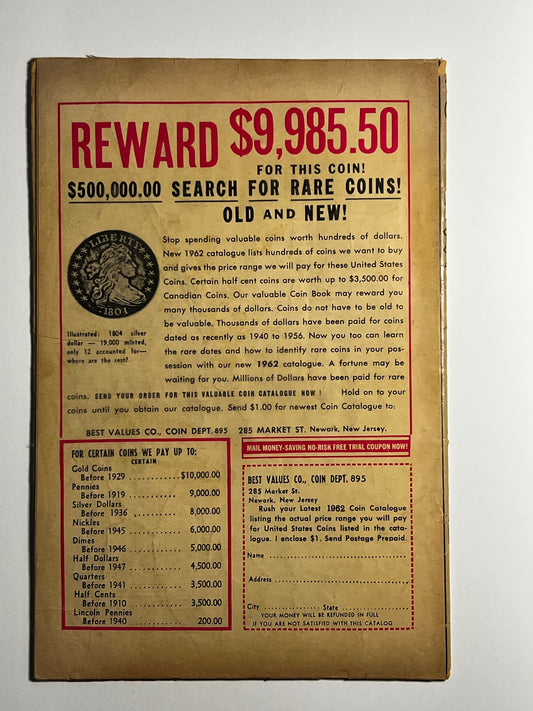 REWARD $9,985.50
FOR THIS COIN!
$500,000.00 SEARCH FOR RARE COINS!
OLD AND NEW!
LIBERTY
1804
Illustrated: 1804 silver
dollar — 19,000 minted,
only 12 accounted for—
where are the rest?
Stop spending valuable coins worth hundreds of dollars.
New 1962 catalogue lists hundreds of coins we want to buy
and gives the price range we will pay for these United States
Coins. Certain half cent coins are worth up to $3,500.00 for
Canadian Coins. Our valuable Coin Book may reward you
many thousands of dollars. Coins do not have to be old to
be valuable. Thousands of dollars have been paid for coins
dated as recently as 1940 to 1956. Now you too can learn
the rare dates and how to identify rare coins in your pos-
session with our new 1962 catalogue. A fortune may be
waiting for you. Millions of Dollars have been paid for rare
coins. SEND YOUR ORDER FOR THIS VALUABLE COIN CATALOGUE NOW ! Hold on to your
coins until you obtain our catalogue. Send $1.00 for newest Coin Catalogue to:
BEST VALUES CO., COIN DEPT. 895 285 MARKET ST. Newark, New Jersey.
FOR CERTAIN COINS WE PAY UP TO:
CERTAIN
Gold Coins
Before 1929 ............$10,000.00
Pennies
Before 1919 ............ 9,000.00
Silver Dollars
Before 1936 ............ 8,000.00
Nickles
Before 1945 ............ 6,000.00
Dimes
Before 1946 ............ 5,000.00
Half Dollars
Before 1947 ............ 4,500.00
Quarters
Before 1941 ............ 3,500.00
Half Cents
Before 1910 ............ 3,500.00
Lincoln Pennies
Before 1940 ............ 200.00
MAIL MONEY-SAVING NO-RISK FREE TRIAL COUPON NOW!
BEST VALUES CO., COIN DEPT. 895
285 Market St.
Newark, New Jersey
Rush your Latest 1962 Coin Catalogue
listing the actual price range you will pay
for United States Coins listed in the cata-
logue. I enclose $1. Send Postage Prepaid.
Name
Address
City ............ State
YOUR MONEY WILL BE REFUNDED IN FULL
IF YOU ARE NOT SATISFIED WITH THIS CATALOG